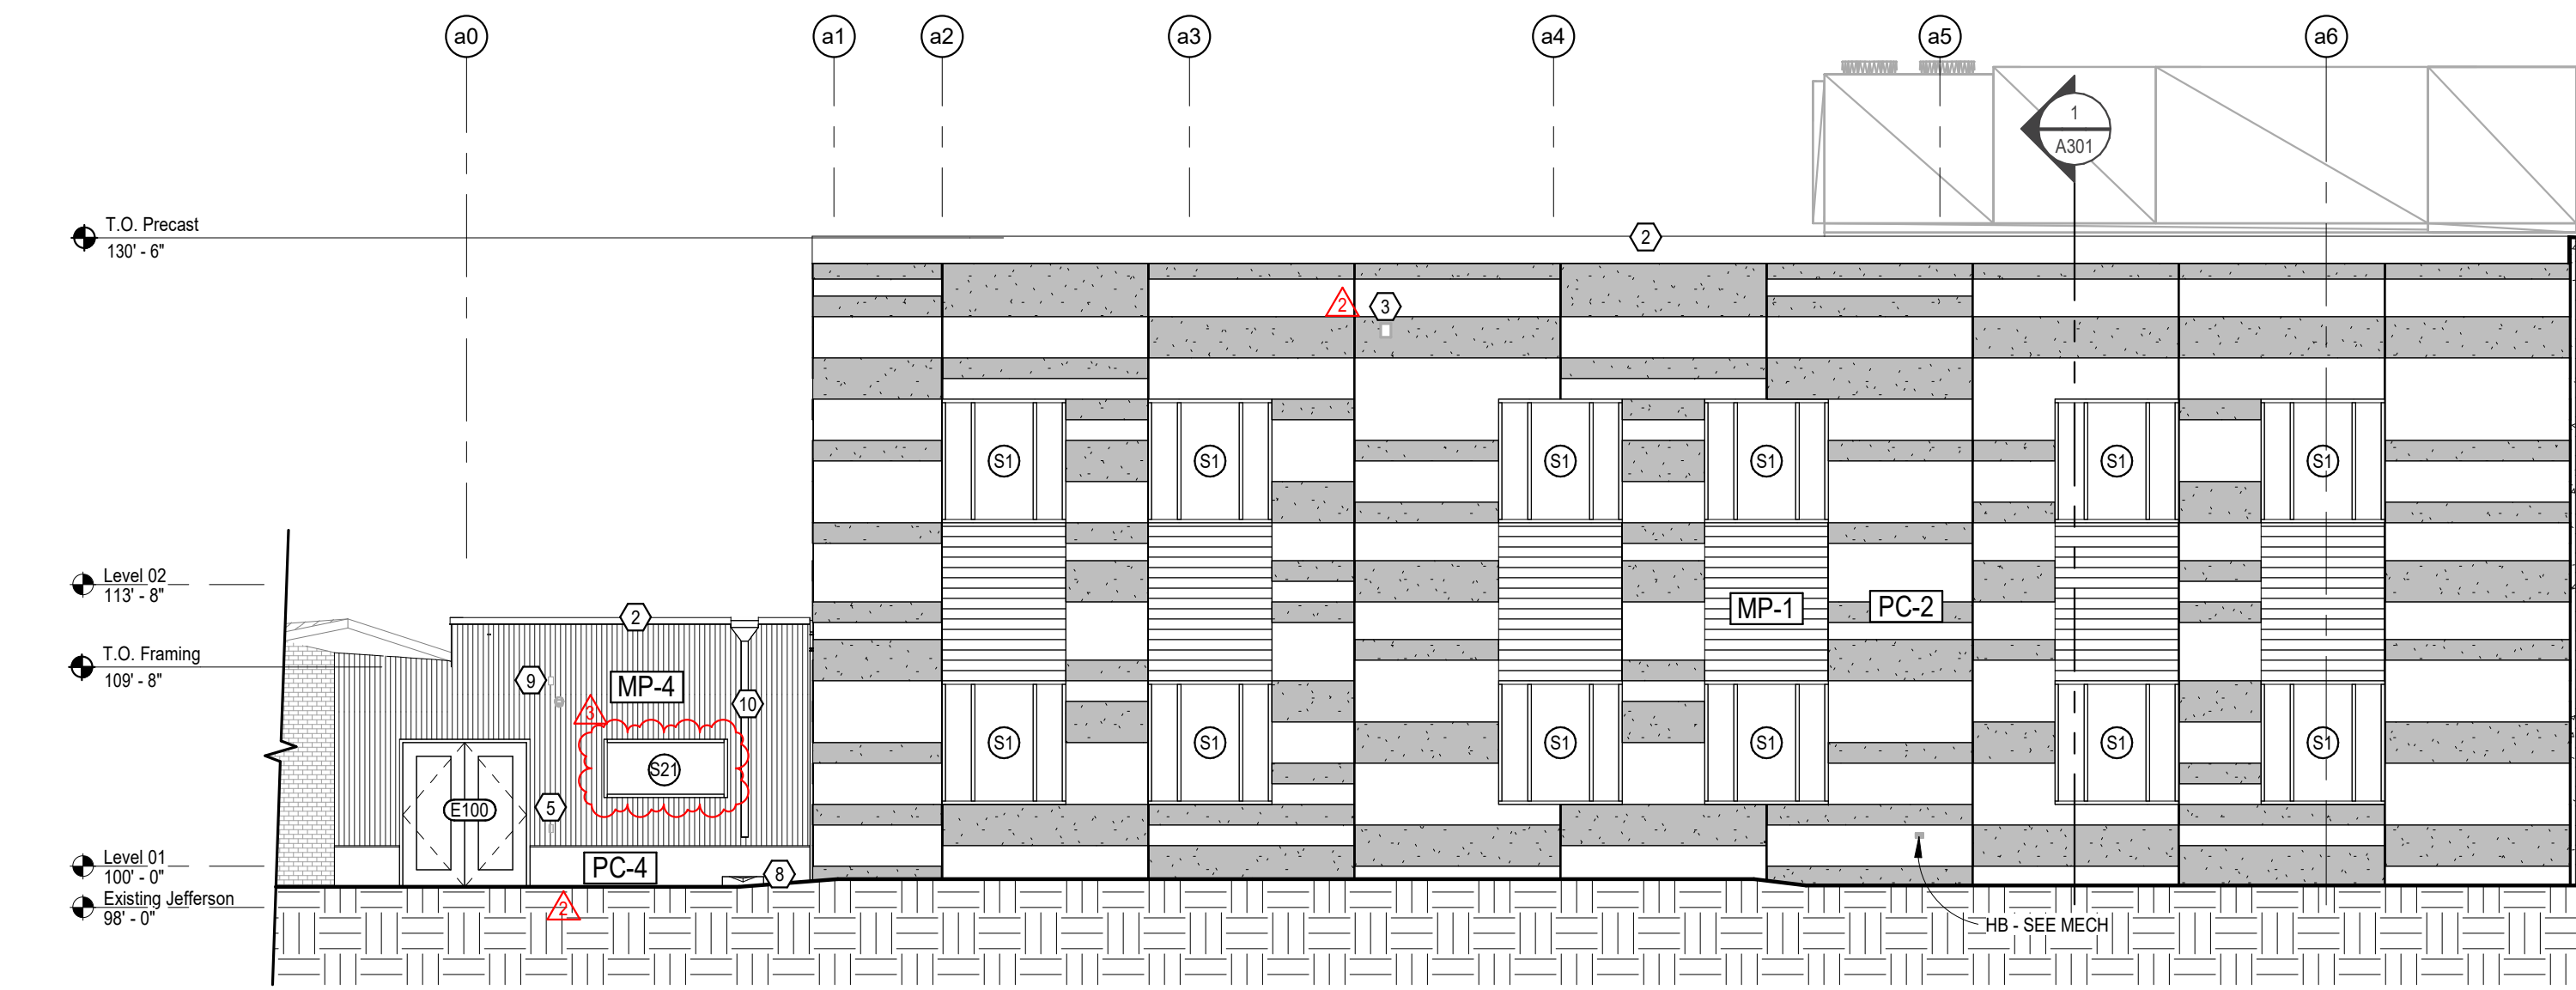 a0 a1 a2 a3 a4 a5 a6
1
A301
T.O. Precast
130' - 6"
2
2 3
S1 S1 S1 S1 S1 S1
Level 02
113' - 8"
2
MP-1 PC-2
T.O. Framing
109' - 8"
9 MP-4 10
3
S1 S1 S1 S1 S1 S1
S21
E100 5
Level 01
100' - 0"
PC-4 8
Existing Jefferson
98' - 0"
2
HB - SEE MECH